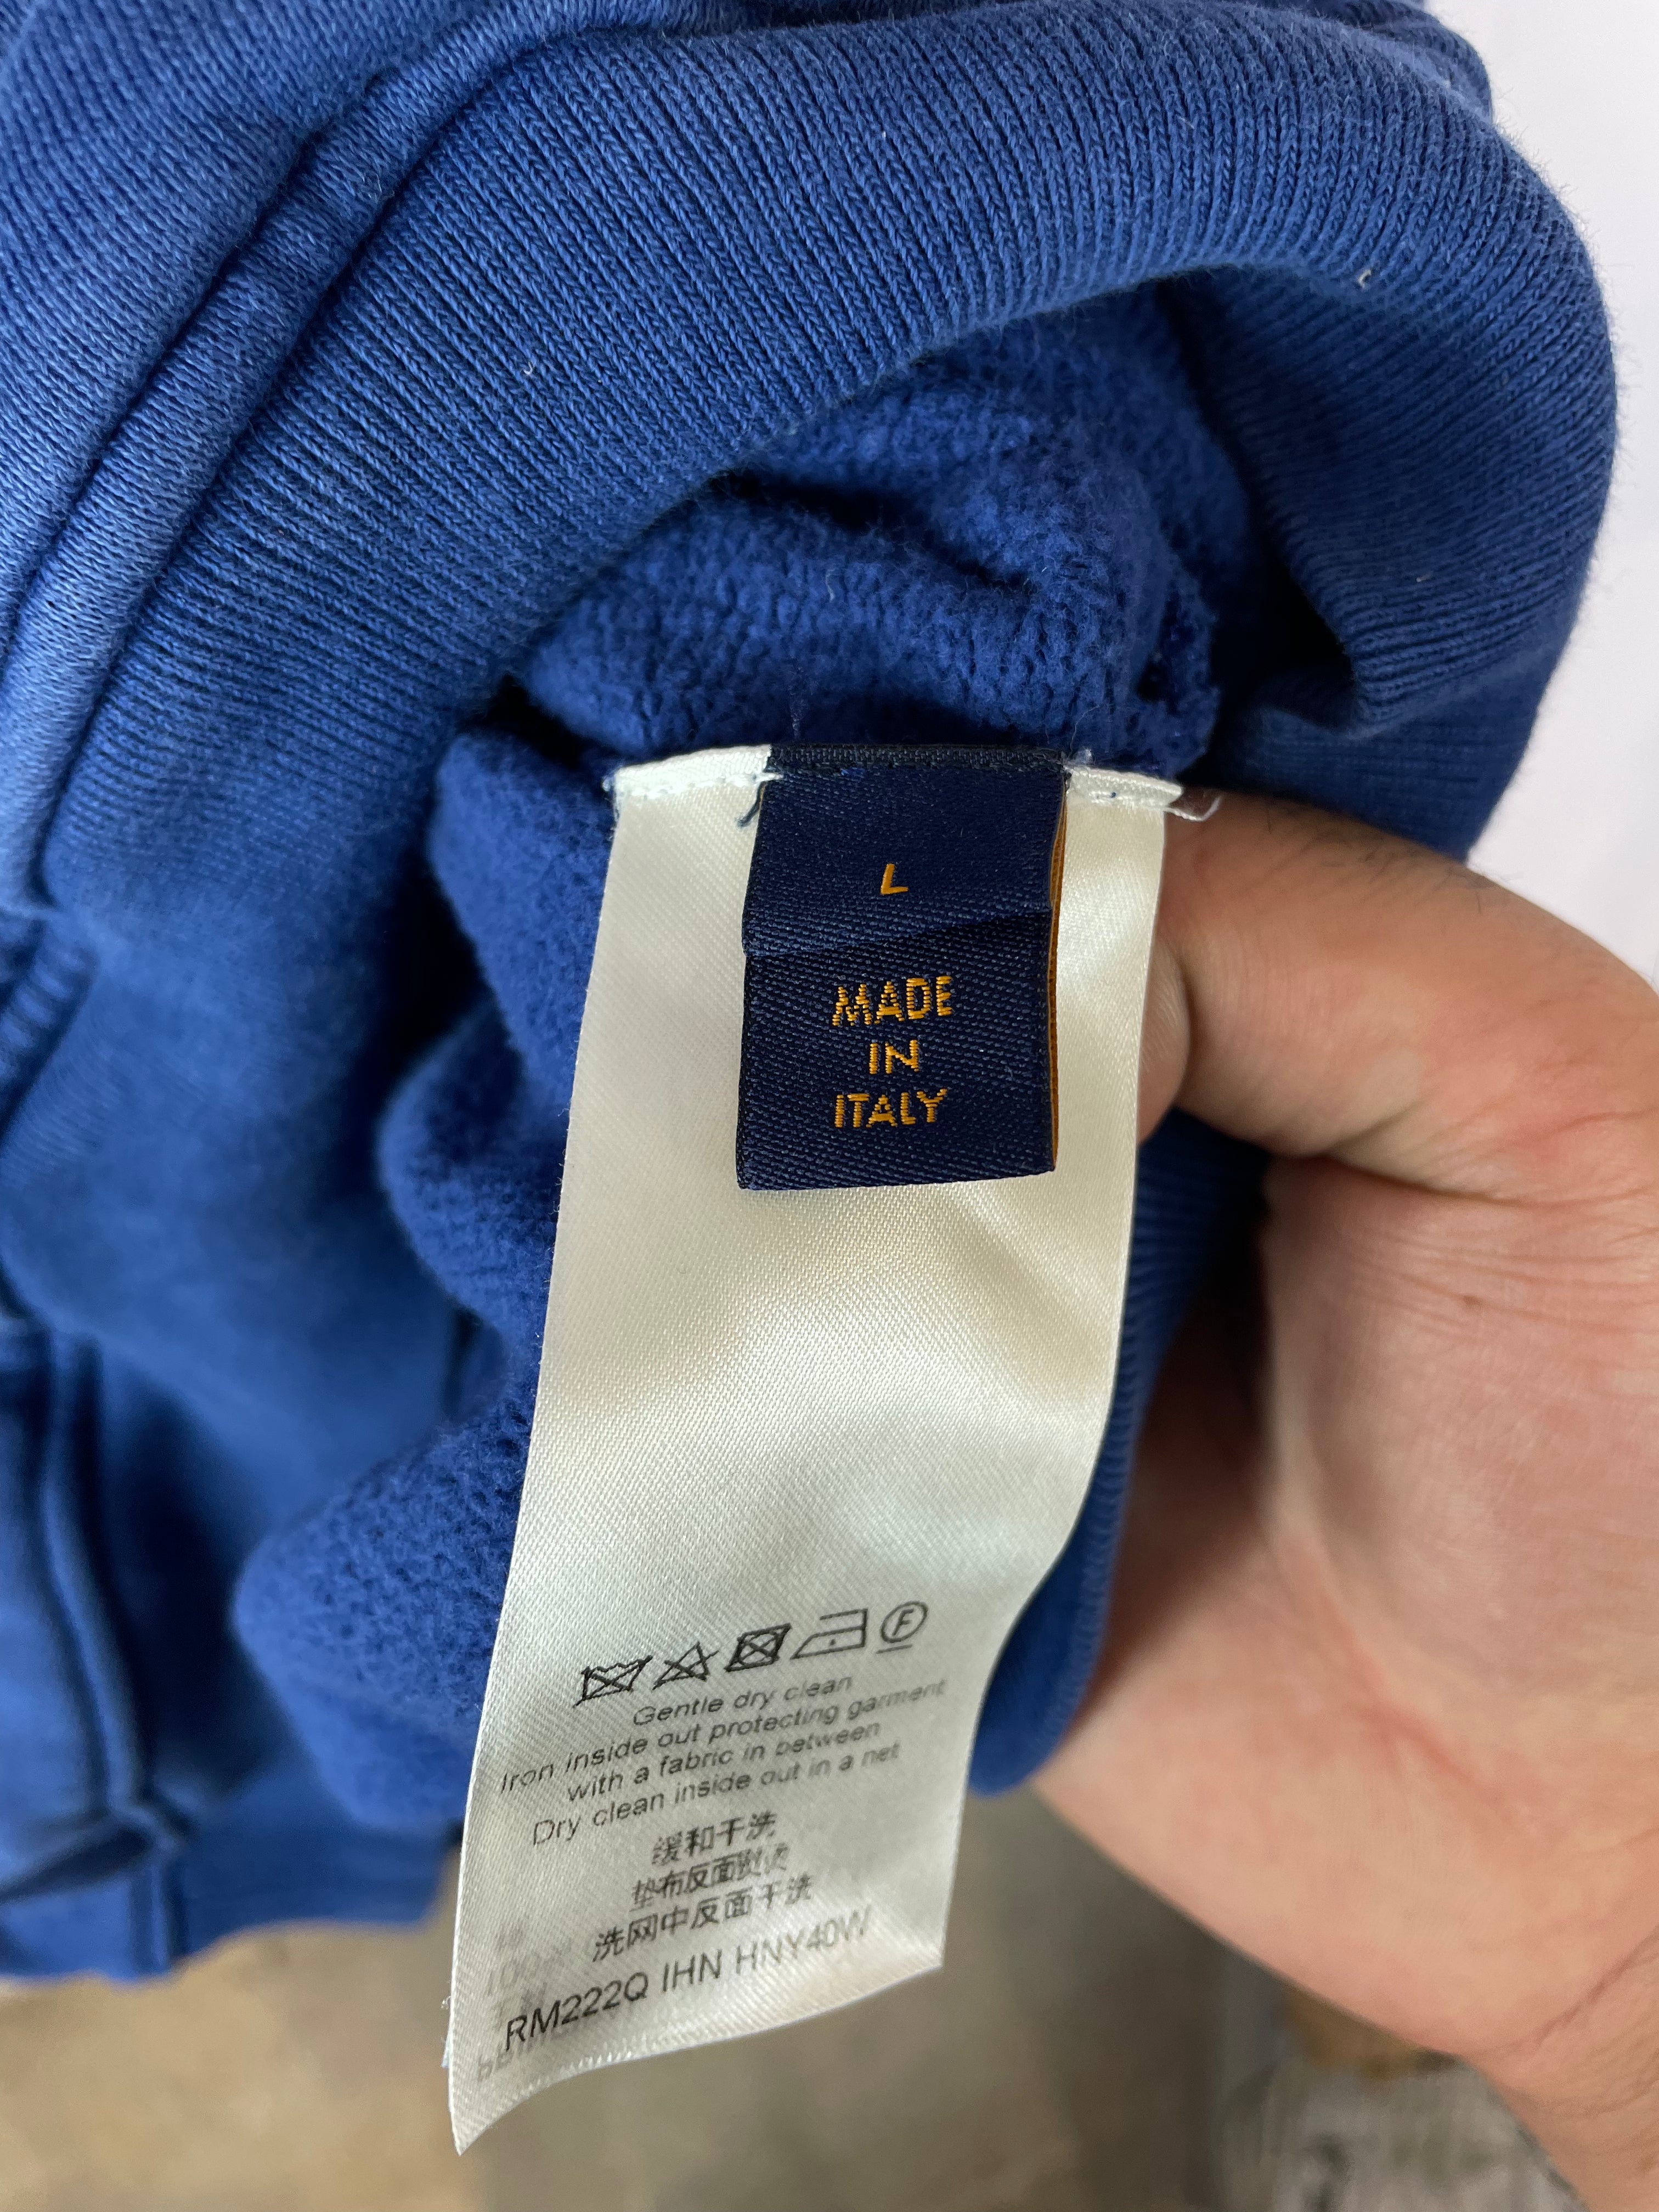 L
MADE
IN
ITALY
F
Gentle dry clean
Iron inside out protecting garment
with a fabric in between
Dry clean inside out in a net
缓和干洗
垫布反面熨烫
洗网中反面干洗
RM222Q IHN HNY40W